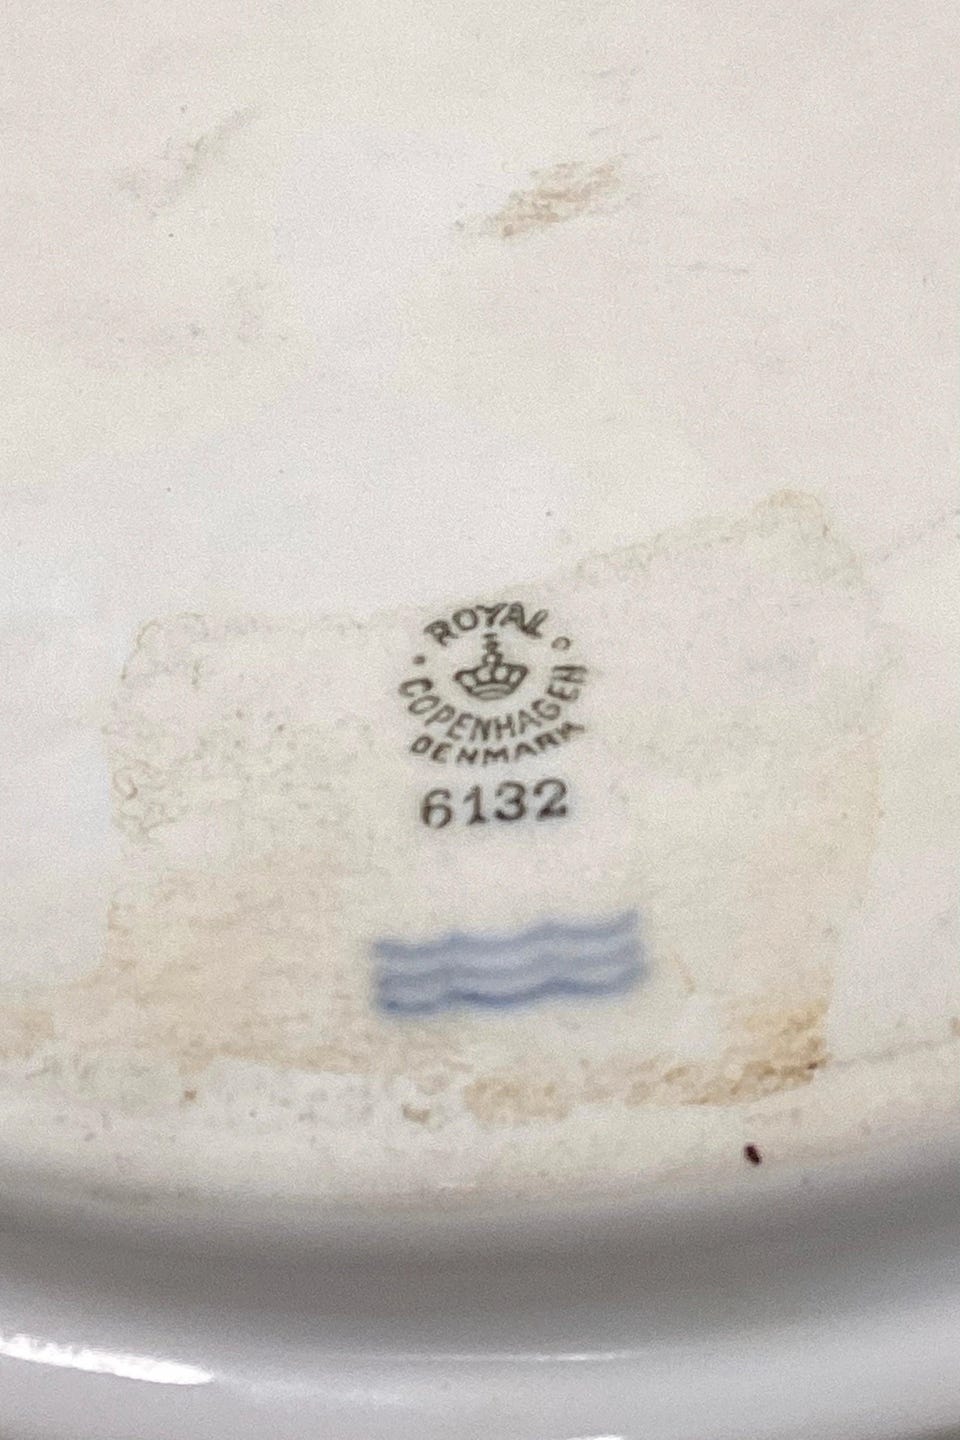 ROYAL
COPENHAGEN
DENMARK
6132